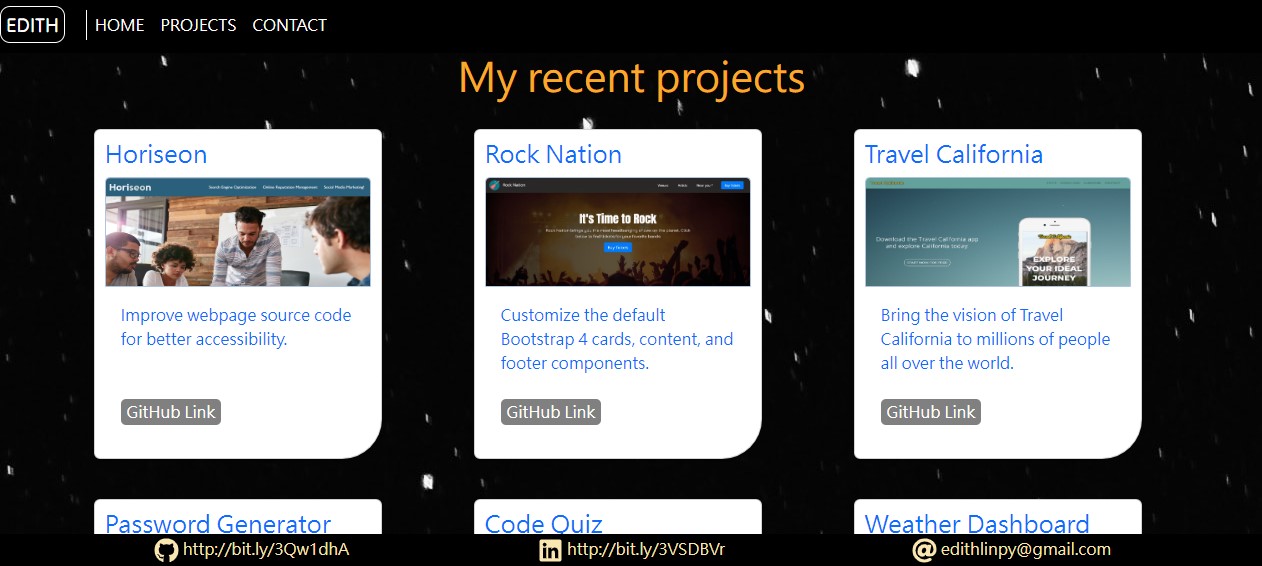 EDITH
HOME PROJECTS CONTACT
My recent projects
Horiseon
Horiseon
Search Engine Optimization Online Reputation Management Social Media Marketing
Improve webpage source code
for better accessibility.
GitHub Link
Rock Nation
Rock Nation
Buy Tickets
It's Time to Rock
Buy Tickets
Customize the default
Bootstrap 4 cards, content, and
footer components.
GitHub Link
Travel California
Download the Travel California app
and explore California today
EXPLORE
YOUR IDEAL
JOURNEY
Bring the vision of Travel
California to millions of people
all over the world.
GitHub Link
Password Generator
Code Quiz
Weather Dashboard
http://bit.ly/3Qw1dhA
http://bit.ly/3VSDBVr
edithlinpy@gmail.com